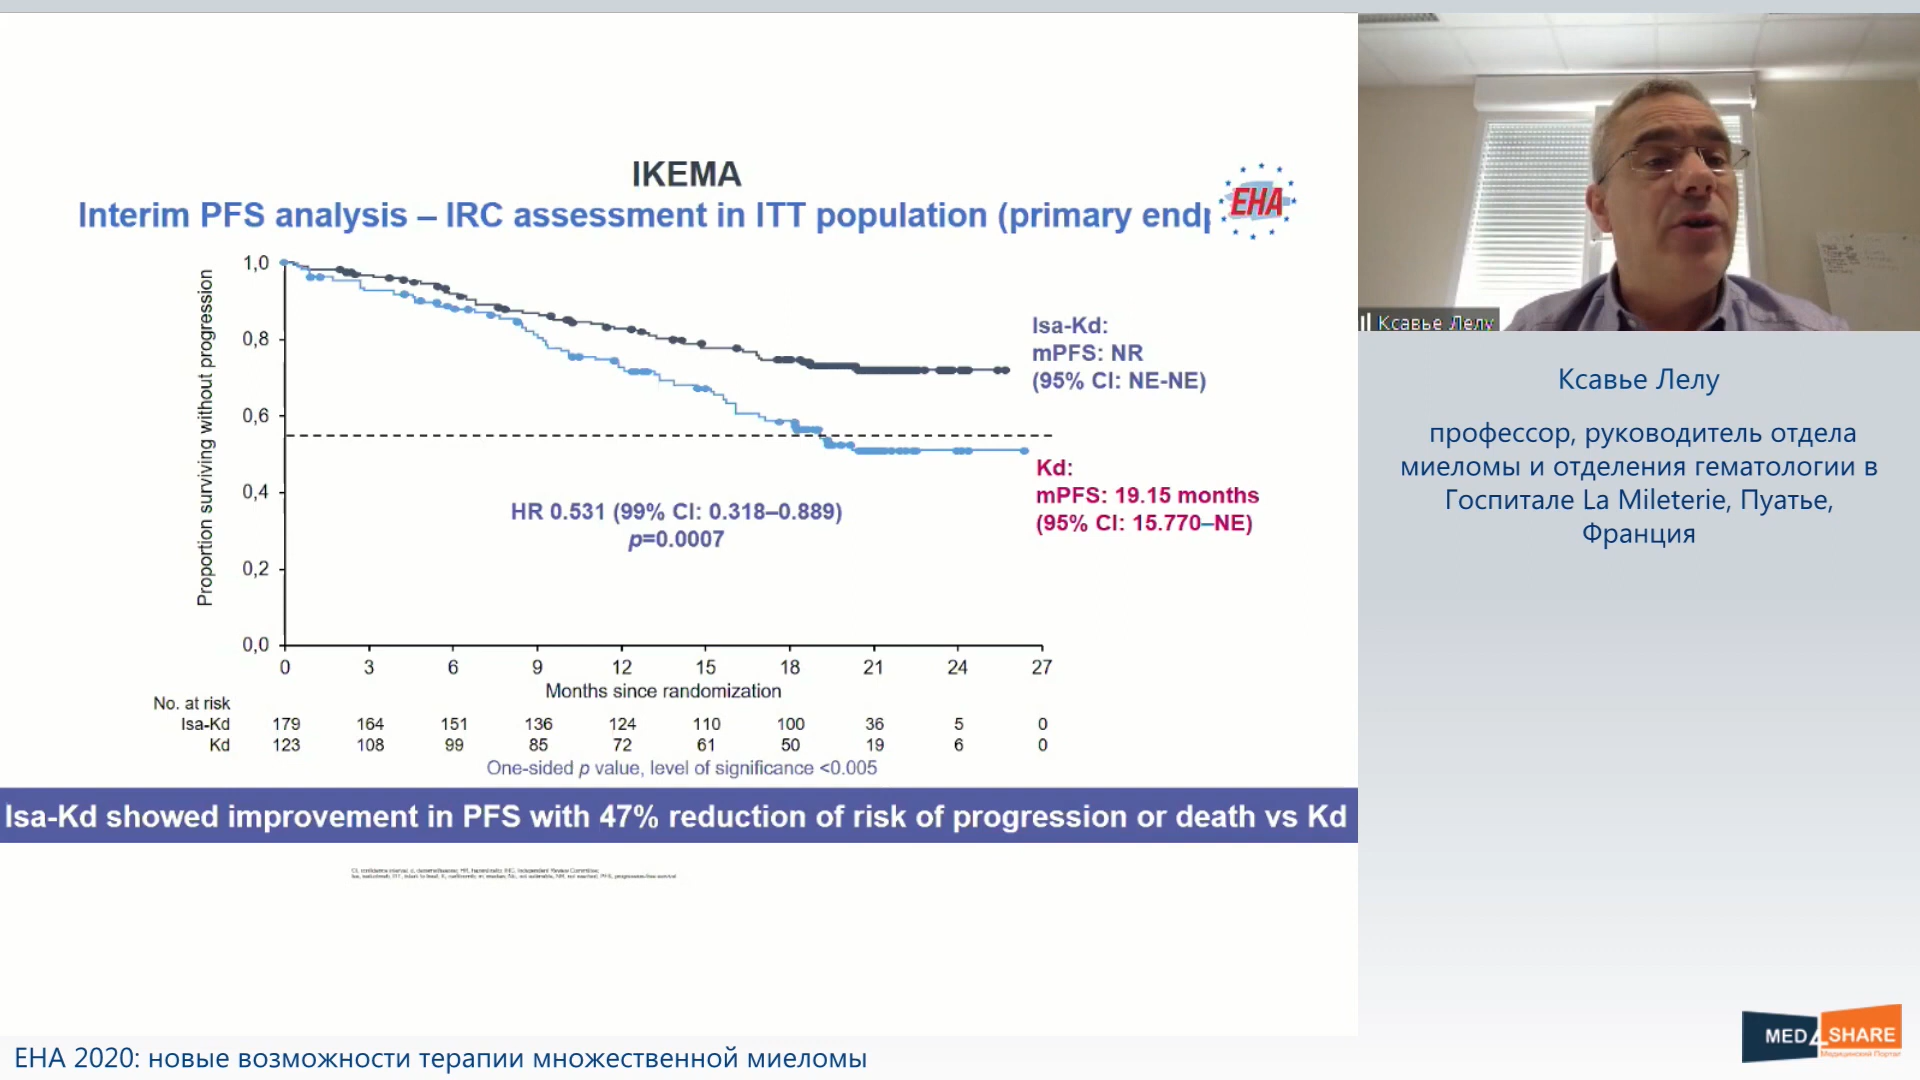 IKEMA
Interim PFS analysis – IRC assessment in ITT population (primary endp
EHA
Proportion surviving without progression
1,0
0,8
0,6
0,4
0,2
0,0
Isa-Kd:
mPFS: NR
(95% CI: NE-NE)
Kd:
mPFS: 19.15 months
(95% CI: 15.770–NE)
HR 0.531 (99% CI: 0.318–0.889)
p=0.0007
0 3 6 9 12 15 18 21 24 27
Months since randomization
No. at risk
Isa-Kd 179 164 151 136 124 110 100 36 5 0
Kd 123 108 99 85 72 61 50 19 6 0
One-sided p value, level of significance <0.005
Isa-Kd showed improvement in PFS with 47% reduction of risk of progression or death vs Kd
Ксавье Лелу
Ксавье Лелу
профессор, руководитель отдела
миеломы и отделения гематологии в
Госпитале La Mileterie, Пуатье,
Франция
MED4SHARE
Медицинский Портал
EHA 2020: новые возможности терапии множественной миеломы